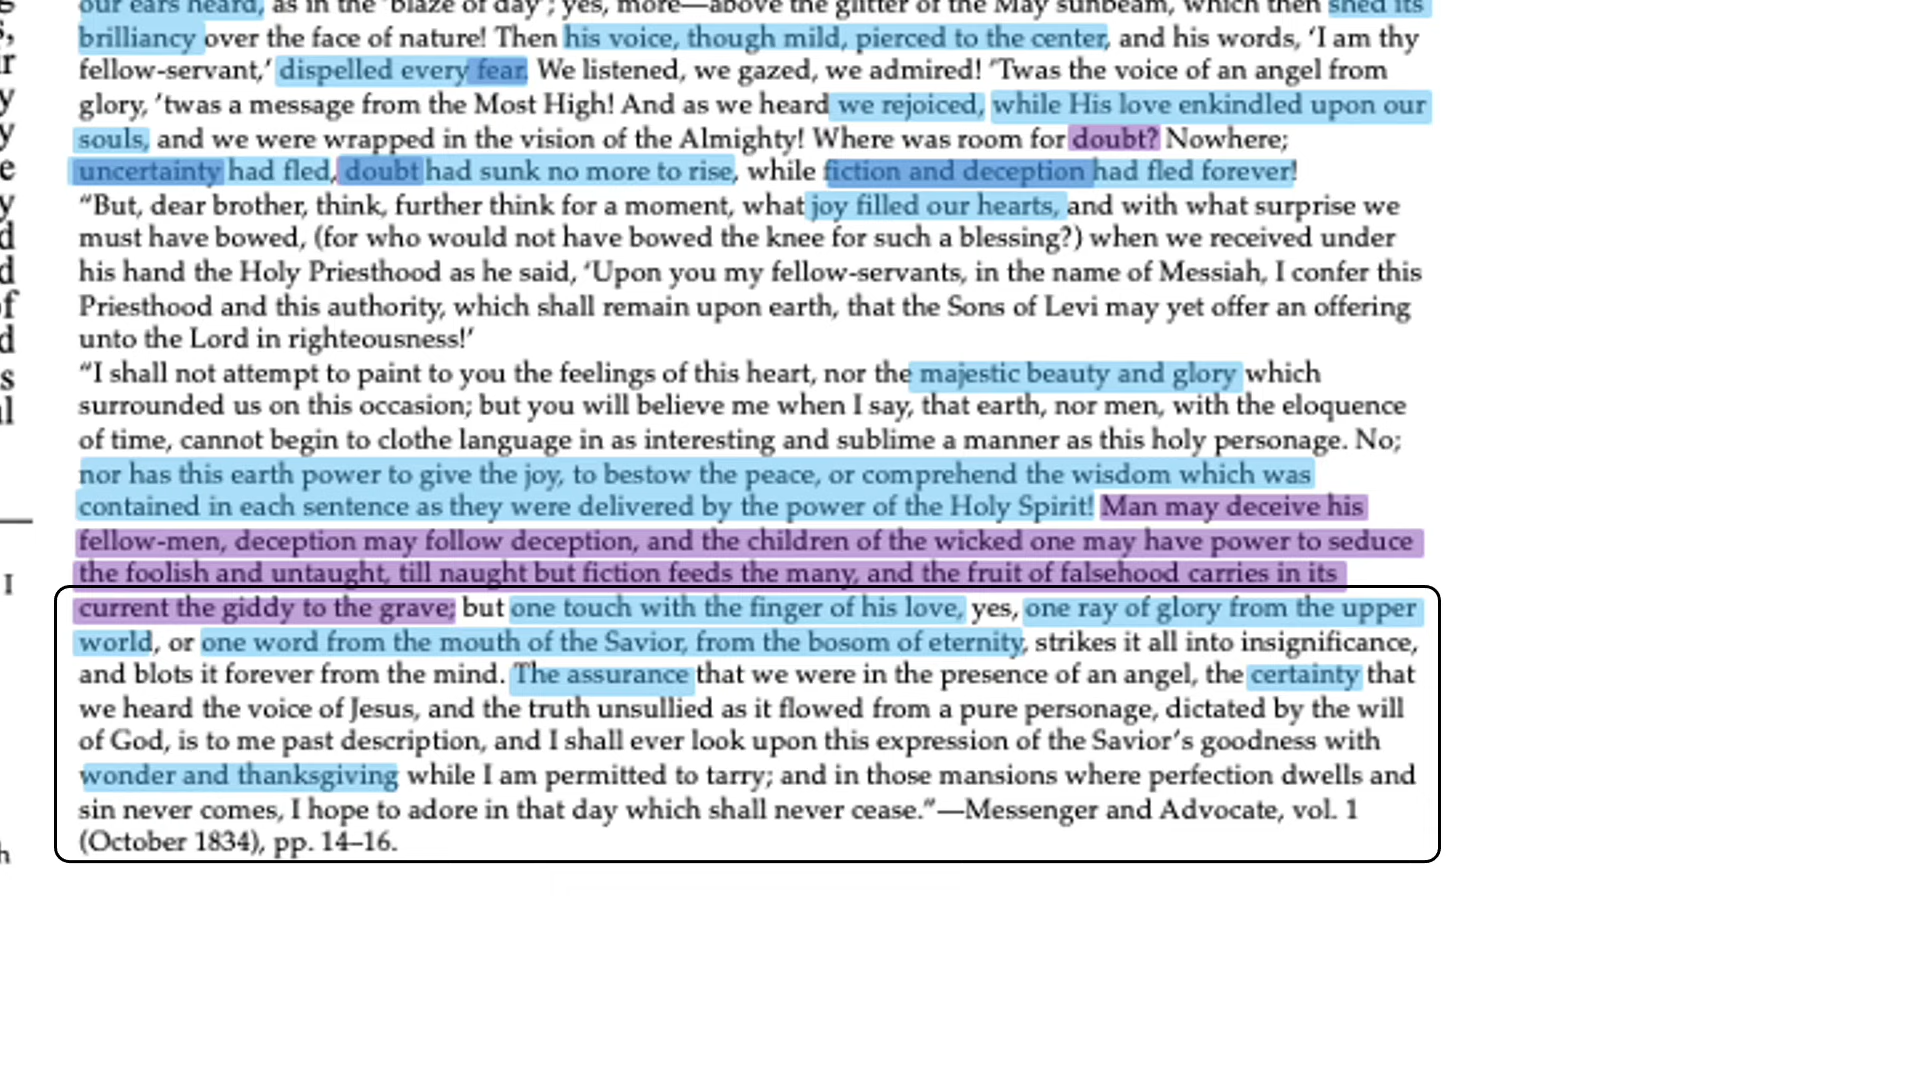 our ears heard, as in the ‘blaze of day’; yes, more—above the glitter of the May sunbeam, which then shed its
brilliancy over the face of nature! Then his voice, though mild, pierced to the center, and his words, ‘I am thy
fellow-servant,’ dispelled every fear. We listened, we gazed, we admired! ’Twas the voice of an angel from
glory, ’twas a message from the Most High! And as we heard we rejoiced, while His love enkindled upon our
souls, and we were wrapped in the vision of the Almighty! Where was room for doubt? Nowhere;
uncertainty had fled, doubt had sunk no more to rise, while fiction and deception had fled forever!
“But, dear brother, think, further think for a moment, what joy filled our hearts, and with what surprise we
must have bowed, (for who would not have bowed the knee for such a blessing?) when we received under
his hand the Holy Priesthood as he said, ‘Upon you my fellow-servants, in the name of Messiah, I confer this
Priesthood and this authority, which shall remain upon earth, that the Sons of Levi may yet offer an offering
unto the Lord in righteousness!’
“I shall not attempt to paint to you the feelings of this heart, nor the majestic beauty and glory which
surrounded us on this occasion; but you will believe me when I say, that earth, nor men, with the eloquence
of time, cannot begin to clothe language in as interesting and sublime a manner as this holy personage. No;
nor has this earth power to give the joy, to bestow the peace, or comprehend the wisdom which was
contained in each sentence as they were delivered by the power of the Holy Spirit! Man may deceive his
fellow-men, deception may follow deception, and the children of the wicked one may have power to seduce
the foolish and untaught, till naught but fiction feeds the many, and the fruit of falsehood carries in its
current the giddy to the grave; but one touch with the finger of his love, yes, one ray of glory from the upper
world, or one word from the mouth of the Savior, from the bosom of eternity, strikes it all into insignificance,
and blots it forever from the mind. The assurance that we were in the presence of an angel, the certainty that
we heard the voice of Jesus, and the truth unsullied as it flowed from a pure personage, dictated by the will
of God, is to me past description, and I shall ever look upon this expression of the Savior’s goodness with
wonder and thanksgiving while I am permitted to tarry; and in those mansions where perfection dwells and
sin never comes, I hope to adore in that day which shall never cease.”—Messenger and Advocate, vol. 1
(October 1834), pp. 14–16.